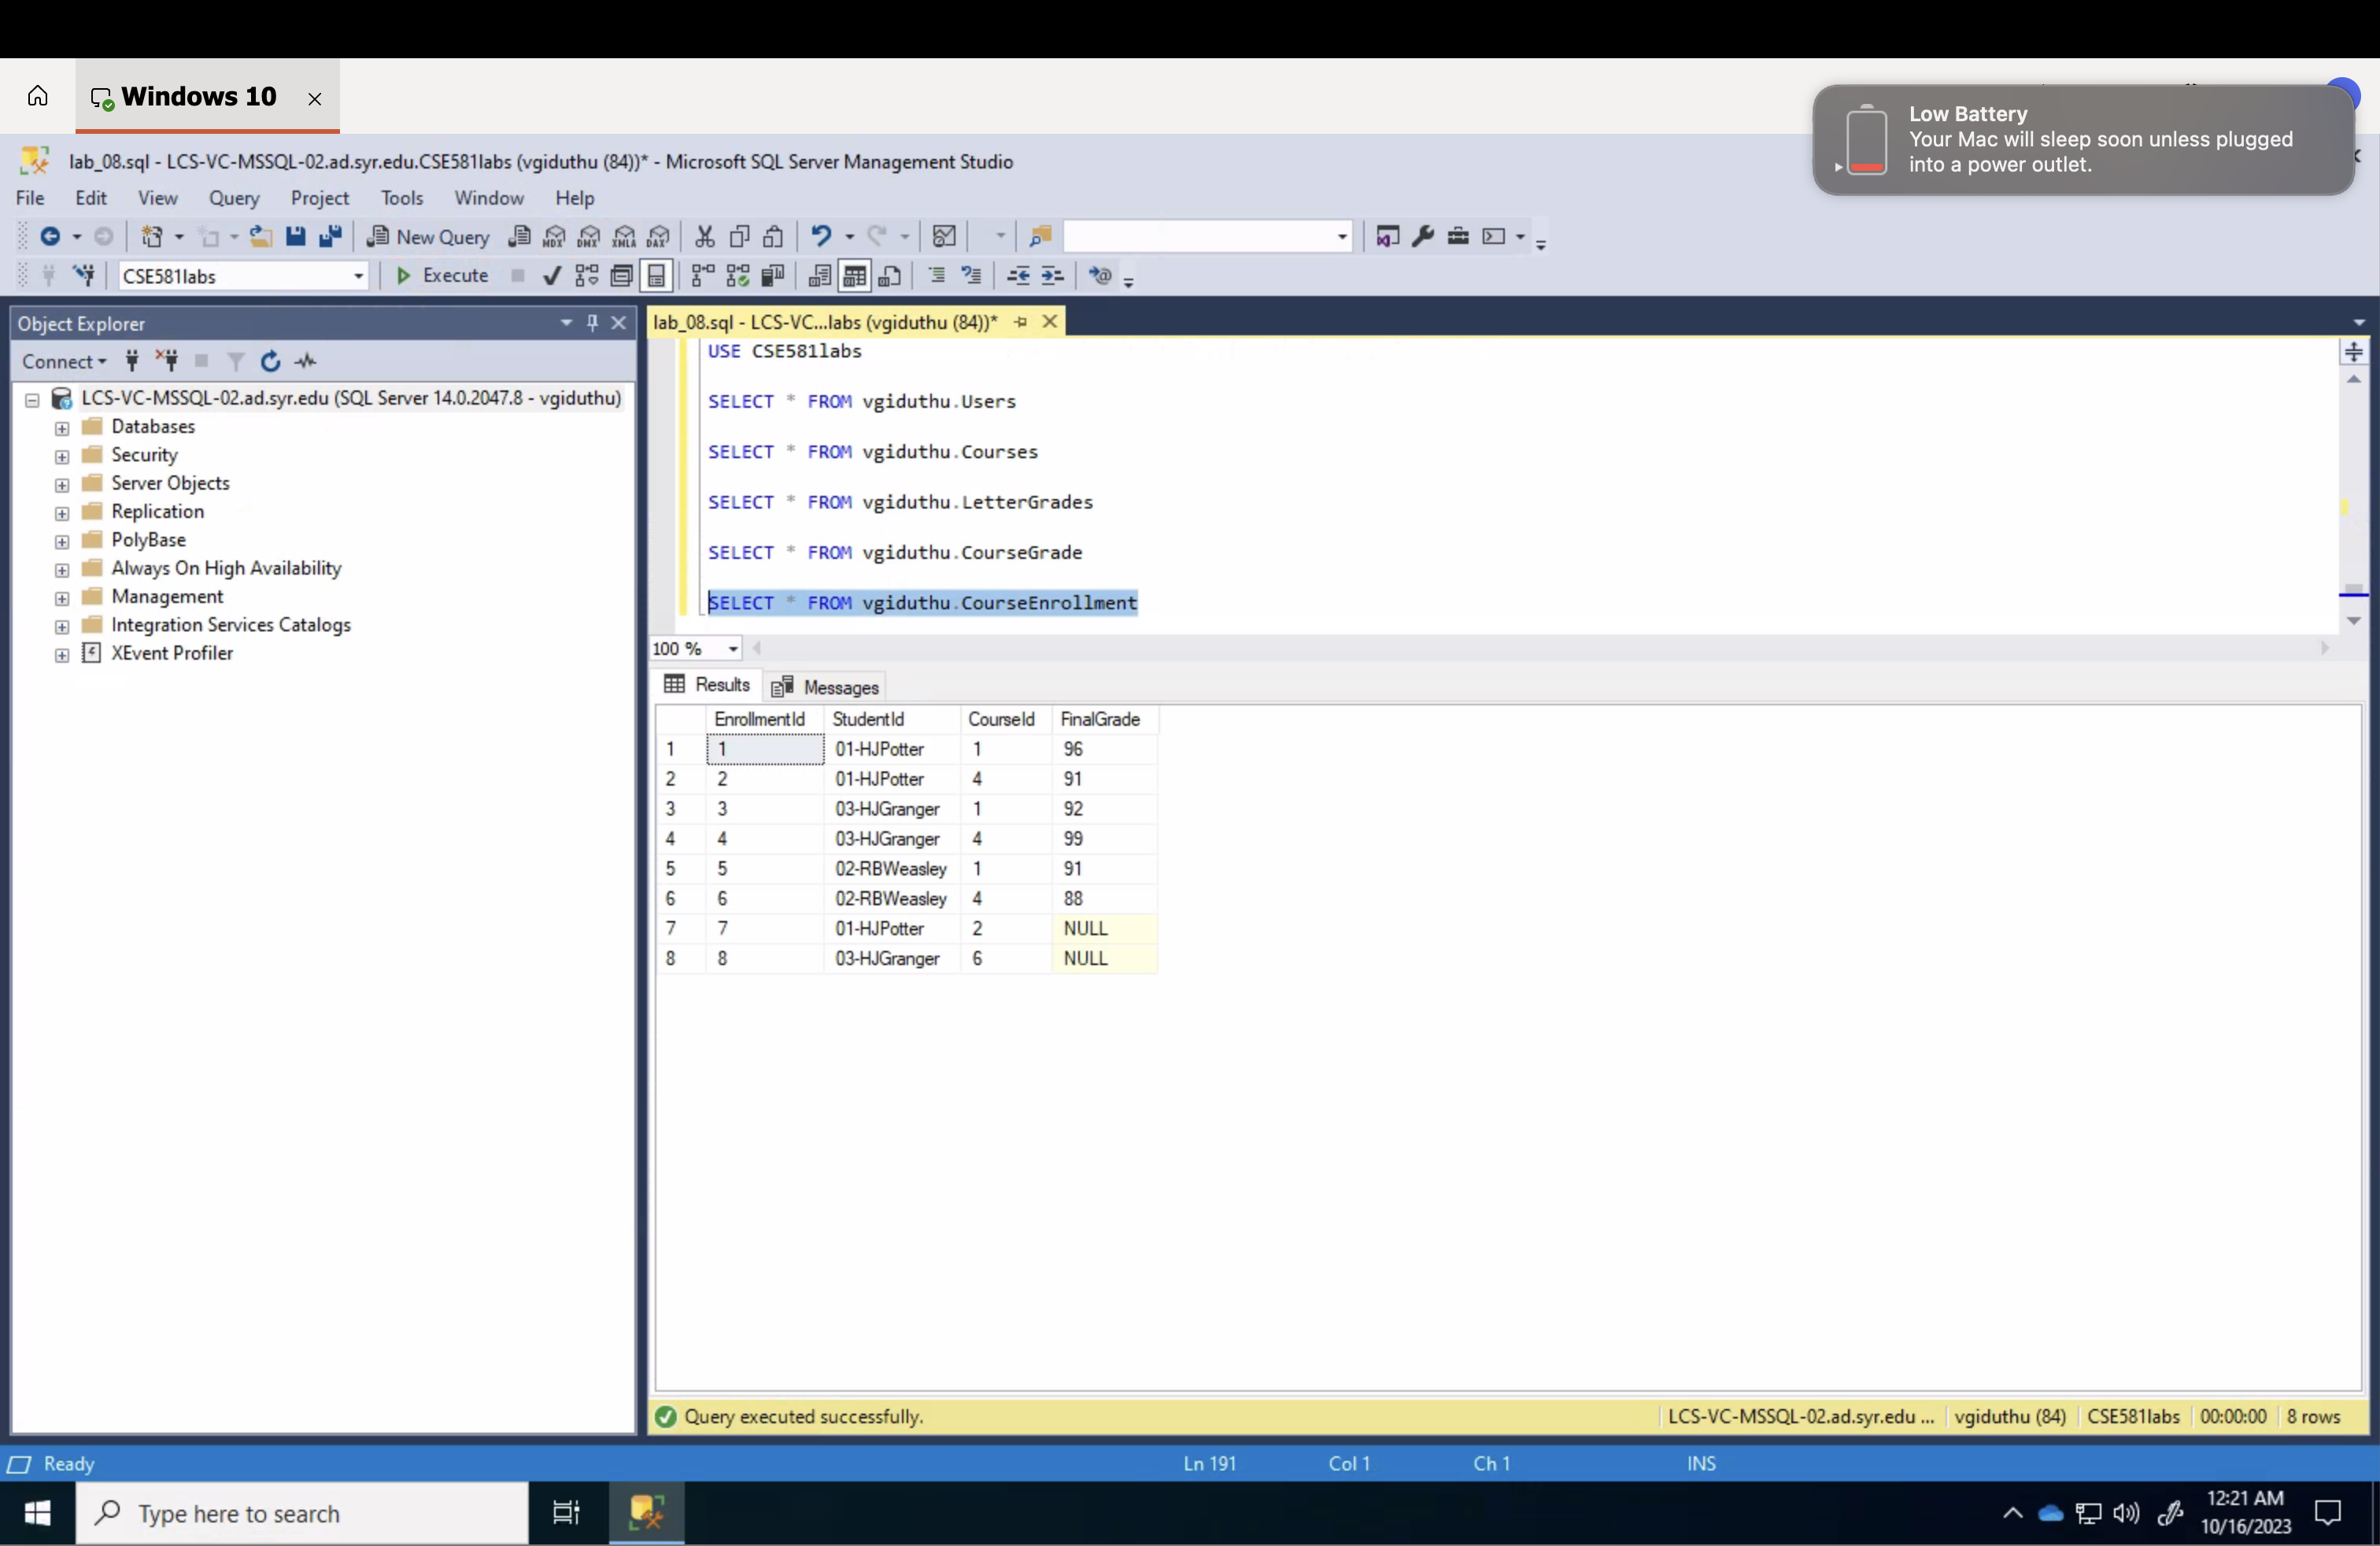 Windows 10
Low Battery
Your Mac will sleep soon unless plugged
into a power outlet.
lab_08.sql - LCS-VC-MSSQL-02.ad.syr.edu.CSE581labs (vgiduthu (84))* - Microsoft SQL Server Management Studio
File Edit View Query Project Tools Window Help
New Query MDX DMX XMLA DAX
CSE581labs Execute
Object Explorer
Connect
LCS-VC-MSSQL-02.ad.syr.edu (SQL Server 14.0.2047.8 - vgiduthu)
Databases
Security
Server Objects
Replication
PolyBase
Always On High Availability
Management
Integration Services Catalogs
XEvent Profiler
lab_08.sql - LCS-VC...labs (vgiduthu (84))*
USE CSE581labs
SELECT * FROM vgiduthu.Users
SELECT * FROM vgiduthu.Courses
SELECT * FROM vgiduthu.LetterGrades
SELECT * FROM vgiduthu.CourseGrade
SELECT * FROM vgiduthu.CourseEnrollment
100 %
Results Messages
EnrollmentId StudentId CourseId FinalGrade
1 1 01-HJPotter 1 96
2 2 01-HJPotter 4 91
3 3 03-HJGranger 1 92
4 4 03-HJGranger 4 99
5 5 02-RBWeasley 1 91
6 6 02-RBWeasley 4 88
7 7 01-HJPotter 2 NULL
8 8 03-HJGranger 6 NULL
Query executed successfully. LCS-VC-MSSQL-02.ad.syr.edu ... vgiduthu (84) CSE581labs 00:00:00 8 rows
Ready Ln 191 Col 1 Ch 1 INS
Type here to search
12:21 AM
10/16/2023